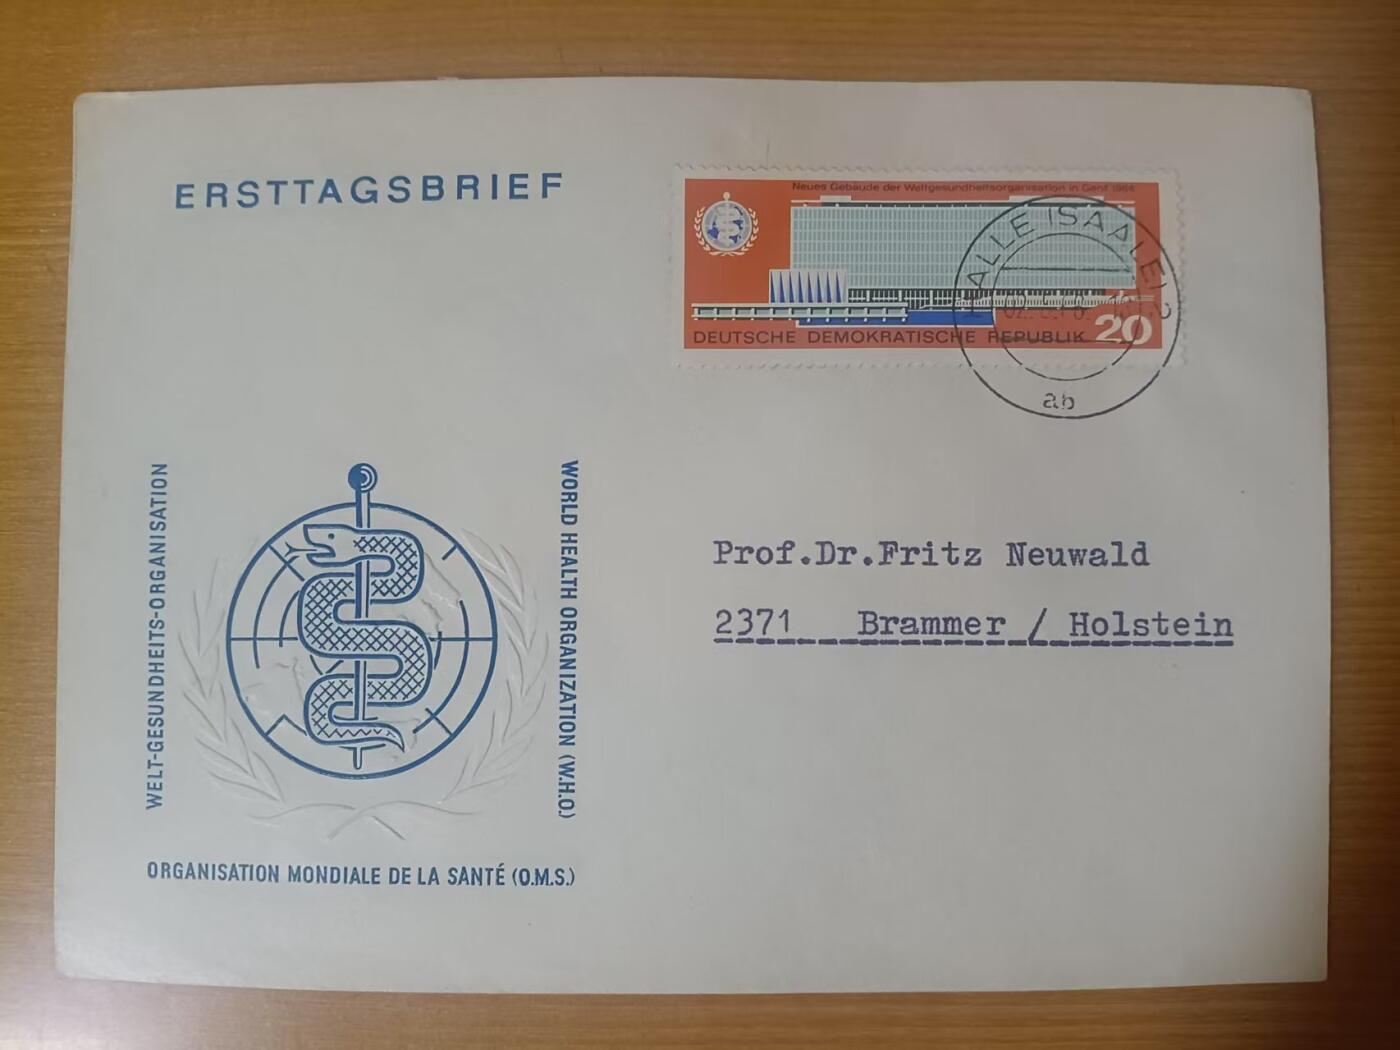 ERSTTAGSBRIEF
Neues Gebäude der Weltgesundheitsorganisation in Genf 1966
DEUTSCHE DEMOKRATISCHE REPUBLIK 20
HALLE (SAALE) 2
ab
WELT-GESUNDHEITS-ORGANISATION
WORLD HEALTH ORGANIZATION (W.H.O.)
ORGANISATION MONDIALE DE LA SANTÉ (O.M.S.)
Prof.Dr.Fritz Neuwald
2371 Brammer / Holstein